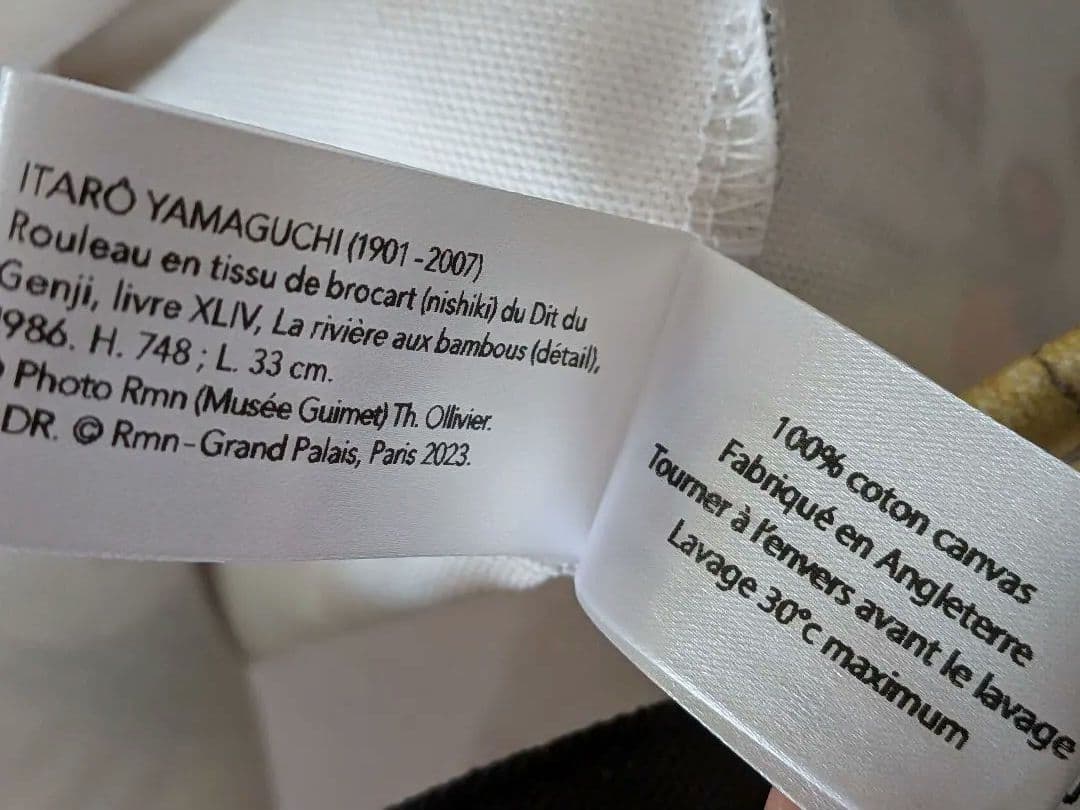 ITARÔ YAMAGUCHI (1901-2007)
Rouleau en tissu de brocart (nishiki) du Dit du
Genji, livre XLIV, La rivière aux bambous (détail),
1986. H. 748 ; L. 33 cm.
Photo Rmn (Musée Guimet) Th. Ollivier.
DR. © Rmn-Grand Palais, Paris 2023.
100% coton canvas
Fabriqué en Angleterre
Tourner à l'envers avant le lavage
Lavage 30°c maximum